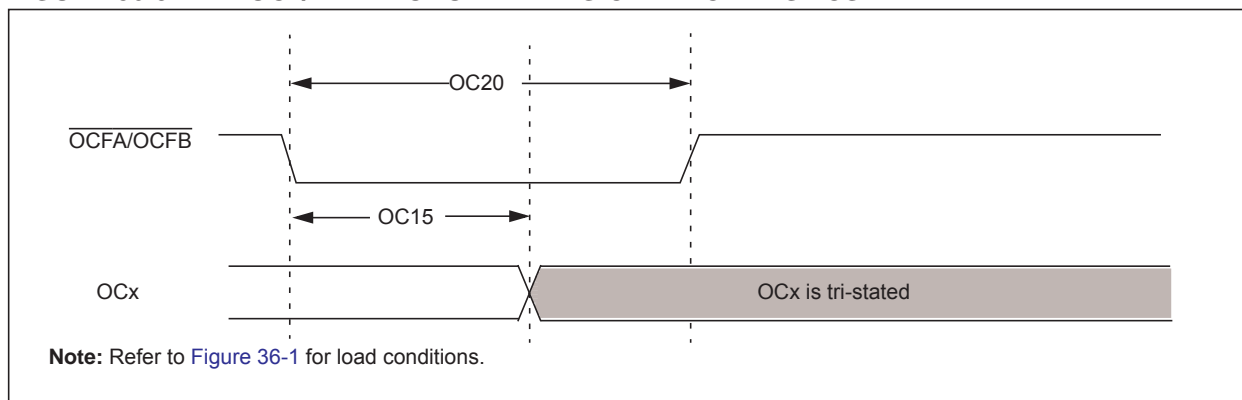 OC20
OCFA/OCFB
OC15
OCx
OCx is tri-stated
Note: Refer to Figure 36-1 for load conditions.